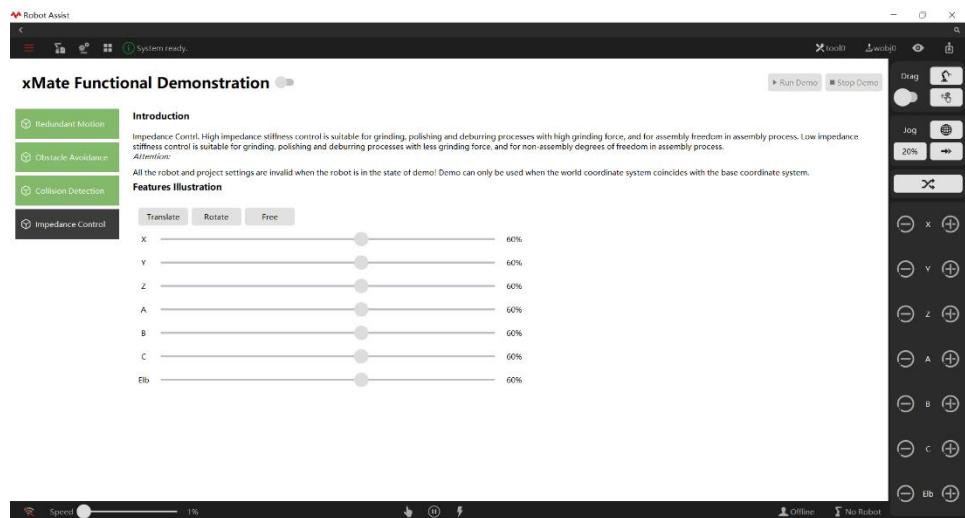 Robot Assist
System ready.
tool0
wobj0
xMate Functional Demonstration
Run Demo
Stop Demo
Drag
Redundant Motion
Obstacle Avoidance
Collision Detection
Impedance Control
Introduction
Impedance Contrl. High impedance stiffness control is suitable for grinding, polishing and deburring processes with high grinding force, and for assembly freedom in assembly process. Low impedance
stiffness control is suitable for grinding, polishing and deburring processes with less grinding force, and for non-assembly degrees of freedom in assembly process.
Attention:
All the robot and project settings are invalid when the robot is in the state of demo! Demo can only be used when the world coordinate system coincides with the base coordinate system.
Features Illustration
Translate Rotate Free
X 60%
Y 60%
Z 60%
A 60%
B 60%
C 60%
Elb 60%
Jog
20%
X
Y
Z
A
B
C
Elb
Speed 1%
Offline
No Robot